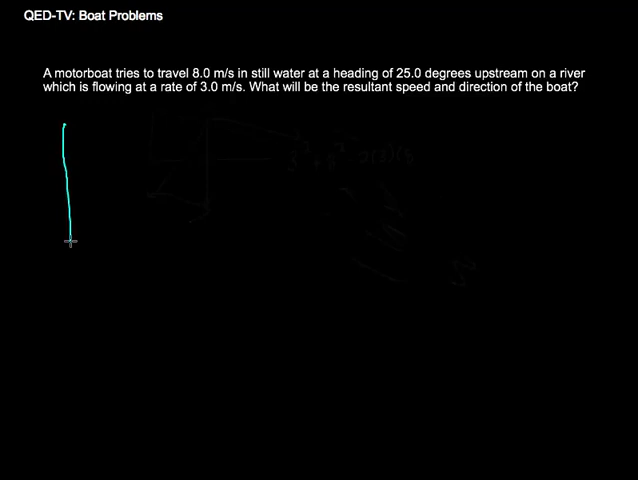 QED-TV: Boat Problems
A motorboat tries to travel 8.0 m/s in still water at a heading of 25.0 degrees upstream on a river
which is flowing at a rate of 3.0 m/s. What will be the resultant speed and direction of the boat?